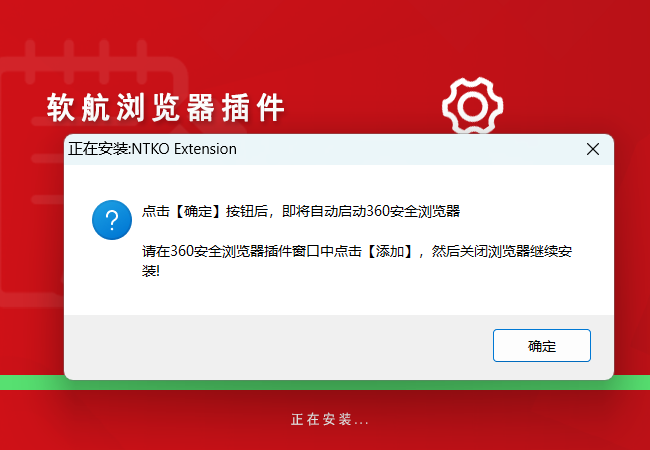 软航浏览器插件
正在安装:NTKO Extension
点击【确定】按钮后，即将自动启动360安全浏览器
请在360安全浏览器插件窗口中点击【添加】，然后关闭浏览器继续安
装!
确定
正在安装...